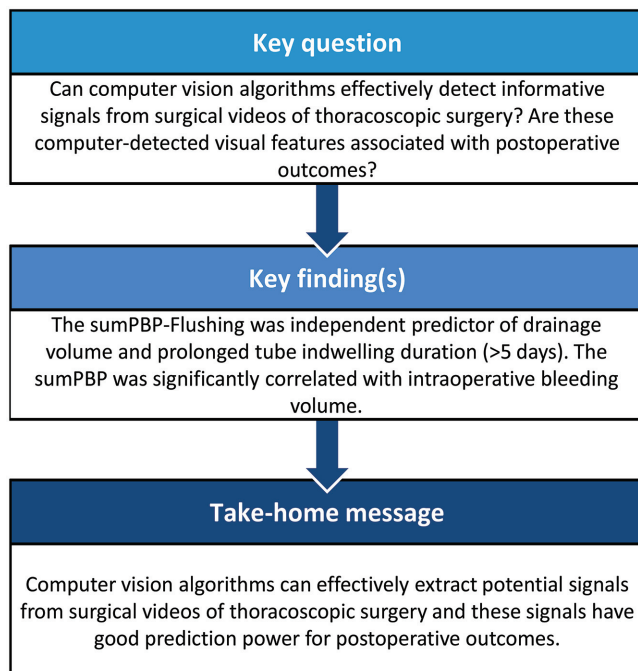 Key question
Can computer vision algorithms effectively detect informative
signals from surgical videos of thoracoscopic surgery? Are these
computer-detected visual features associated with postoperative
outcomes?
Key finding(s)
The sumPBP-Flushing was independent predictor of drainage
volume and prolonged tube indwelling duration (>5 days). The
sumPBP was significantly correlated with intraoperative bleeding
volume.
Take-home message
Computer vision algorithms can effectively extract potential signals
from surgical videos of thoracoscopic surgery and these signals have
good prediction power for postoperative outcomes.